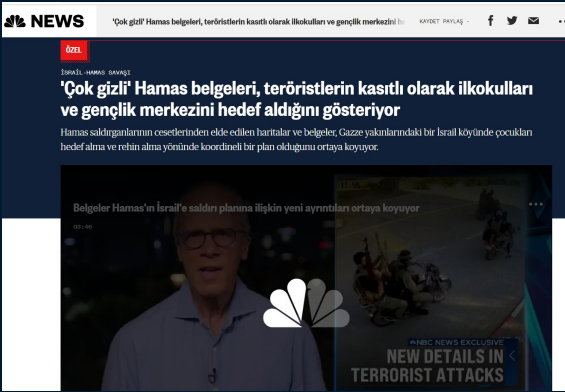 NEWS
'Çok gizli' Hamas belgeleri, teröristlerin kasıtlı olarak ilkokulları ve gençlik merkezini
KAYDET PAYLAŞ -
ÖZEL
İSRAİL-HAMAS SAVAŞI
'Çok gizli' Hamas belgeleri, teröristlerin kasıtlı olarak ilkokulları
ve gençlik merkezini hedef aldığını gösteriyor
Hamas saldırganlarının cesetlerinden elde edilen haritalar ve belgeler, Gazze yakınlarındaki bir İsrail köyünde çocukları
hedef alma ve rehin alma yönünde koordineli bir plan olduğunu ortaya koyuyor.
Belgeler Hamas'ın İsrail'e saldırı planına ilişkin yeni ayrıntıları ortaya koyuyor
NBC NEWS EXCLUSIVE
NEW DETAILS IN
TERRORIST ATTACKS